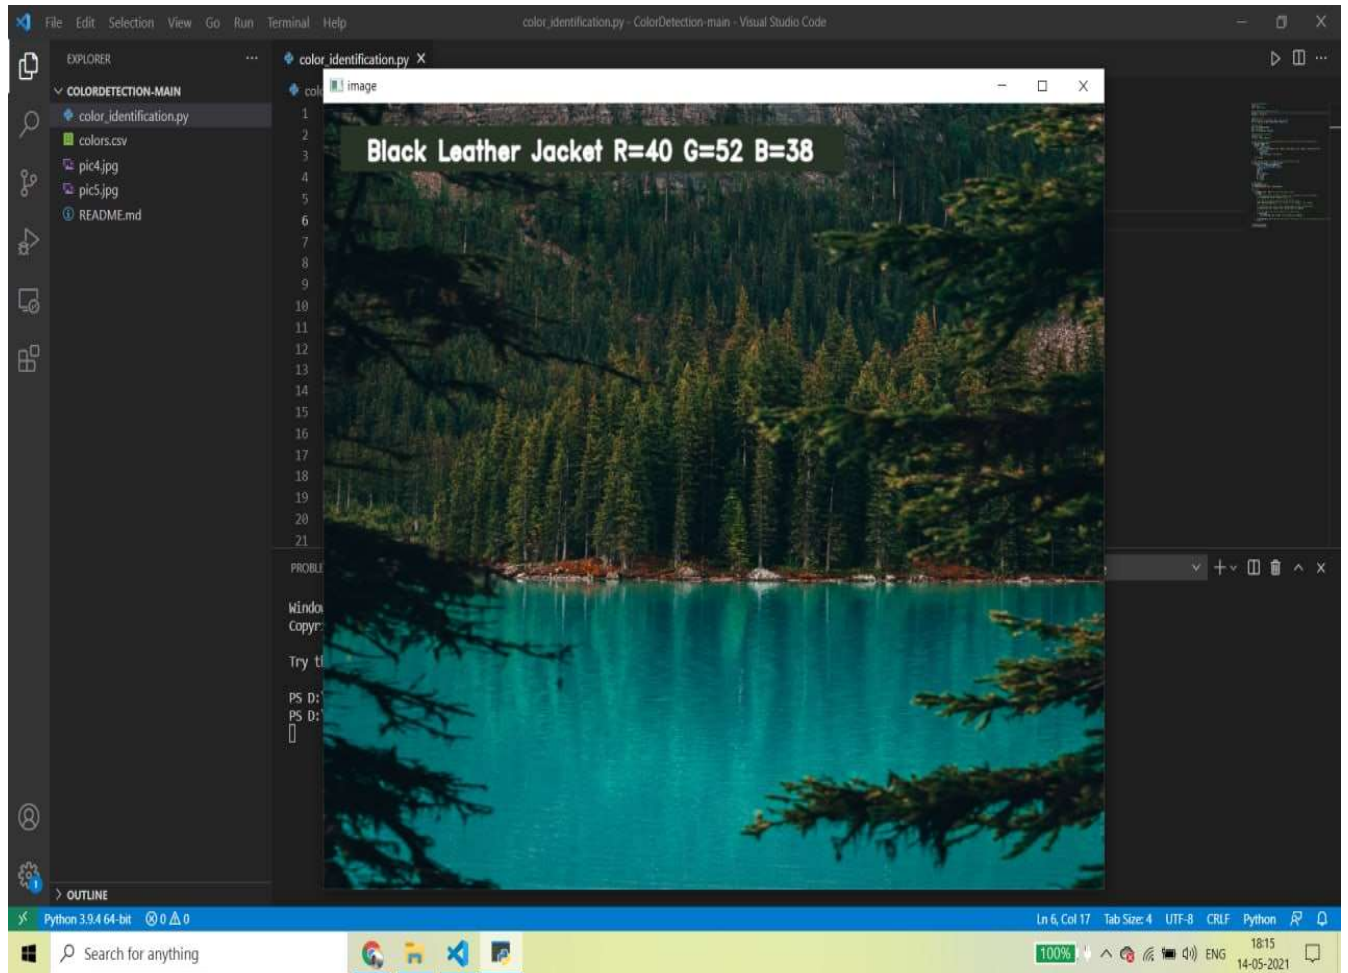 File Edit Selection View Go Run Terminal Help
color_identification.py - ColorDetection-main - Visual Studio Code
EXPLORER
COLORDETECTION-MAIN
color_identification.py
colors.csv
pic4.jpg
pic5.jpg
README.md
OUTLINE
color_identification.py
image
Black Leather Jacket R=40 G=52 B=38
1
2
3
4
5
6
7
8
9
10
11
12
13
14
15
16
17
18
19
20
21
Try
PS D:
PS D:
Python 3.9.4 64-bit 0 0
Ln 6, Col 17 Tab Size: 4 UTF-8 CRLF Python
Search for anything
100%
ENG
18:15
14-05-2021